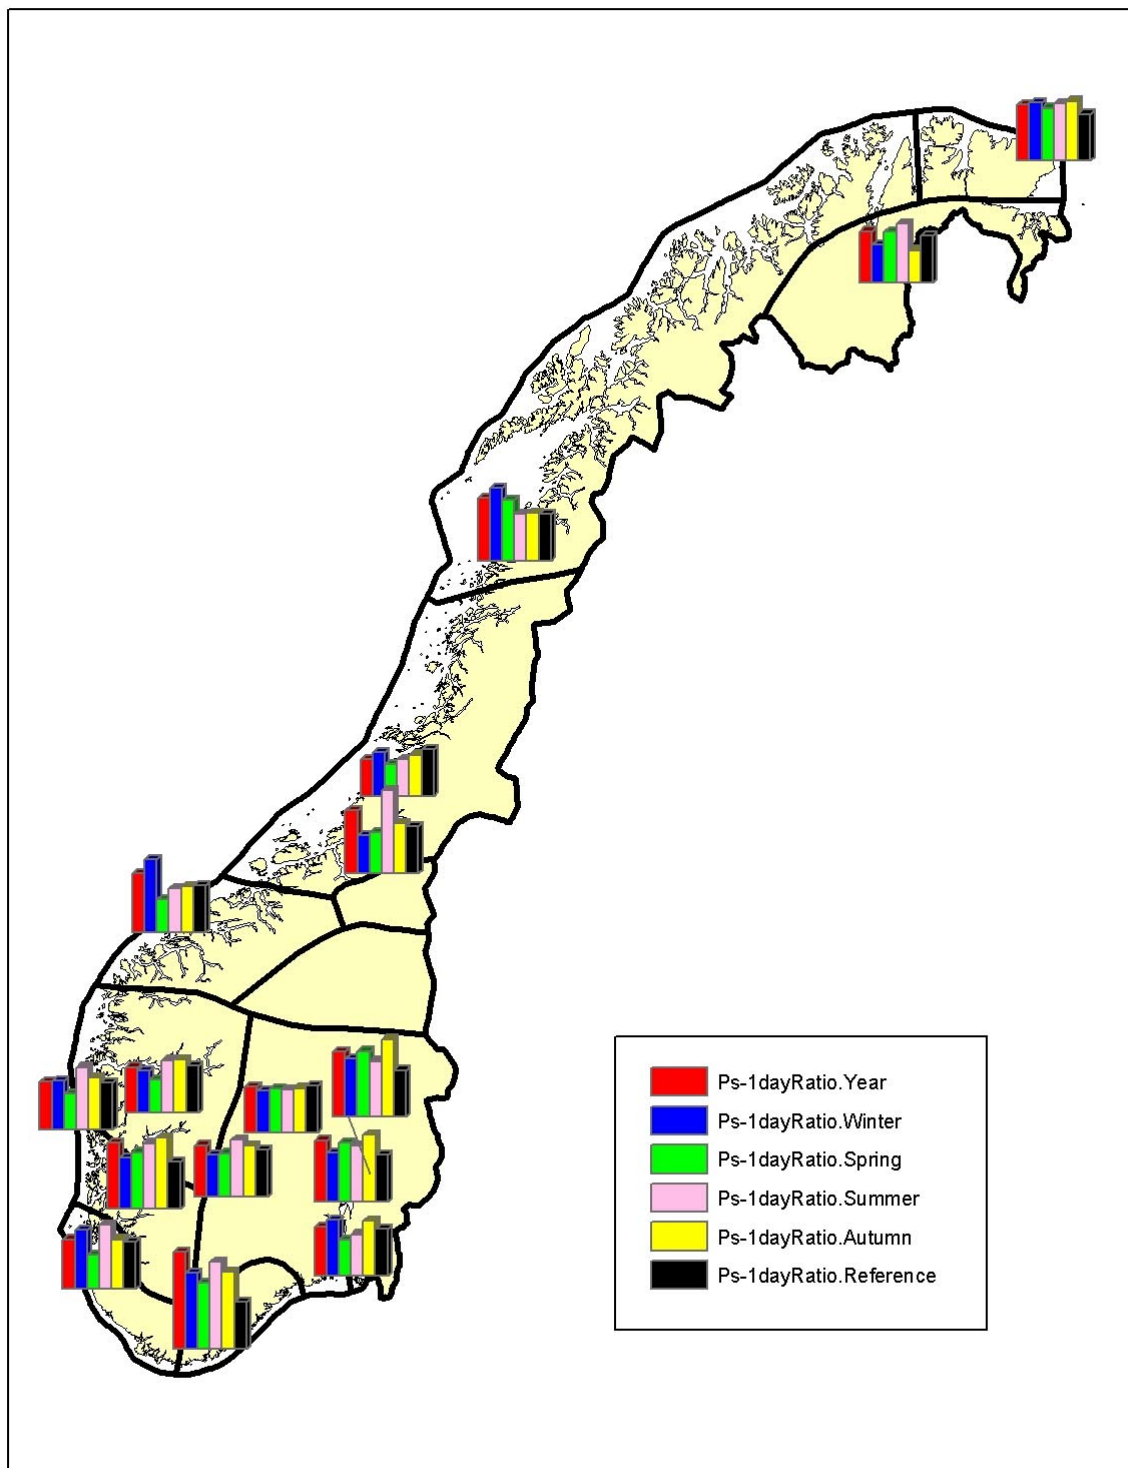 Ps-1dayRatio.Year
Ps-1dayRatio.Winter
Ps-1dayRatio.Spring
Ps-1dayRatio.Summer
Ps-1dayRatio.Autumn
Ps-1dayRatio.Reference